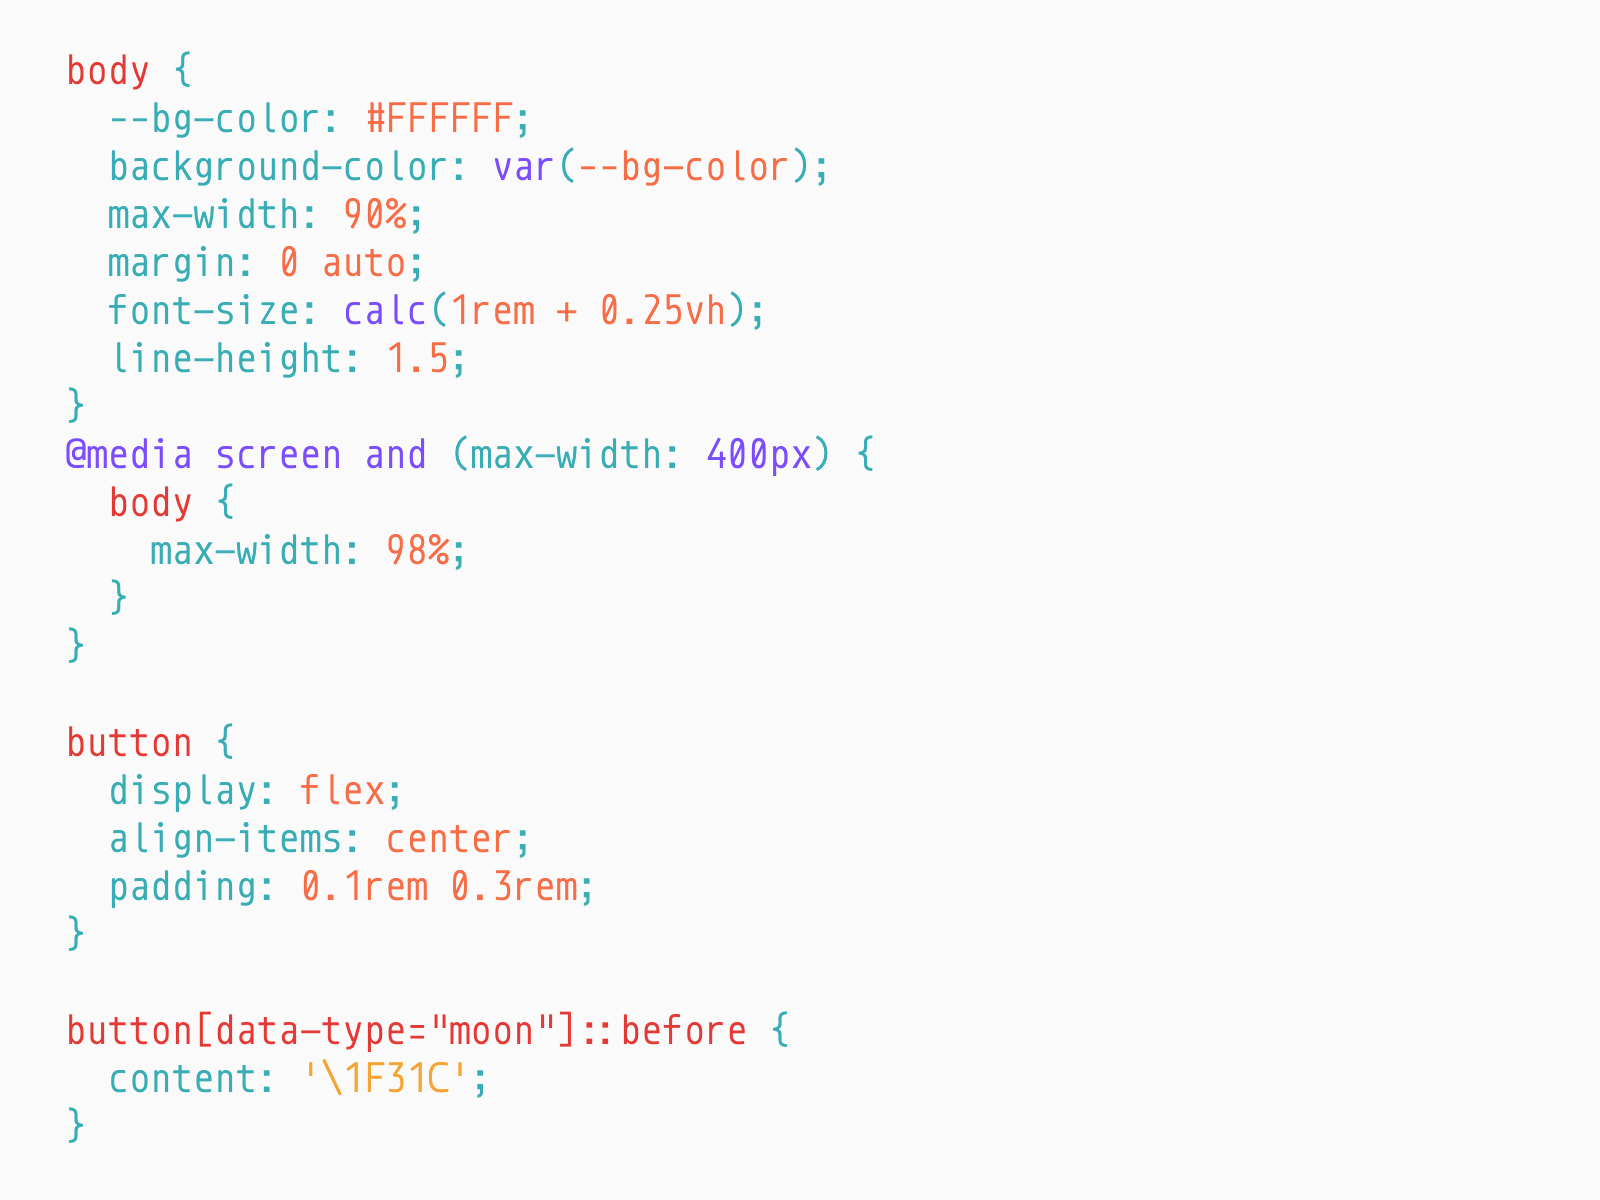 body {
  --bg-color: #FFFFFF;
  background-color: var(--bg-color);
  max-width: 90%;
  margin: 0 auto;
  font-size: calc(1rem + 0.25vh);
  line-height: 1.5;
}
@media screen and (max-width: 400px) {
  body {
    max-width: 98%;
  }
}

button {
  display: flex;
  align-items: center;
  padding: 0.1rem 0.3rem;
}

button[data-type="moon"]::before {
  content: '\1F31C';
}